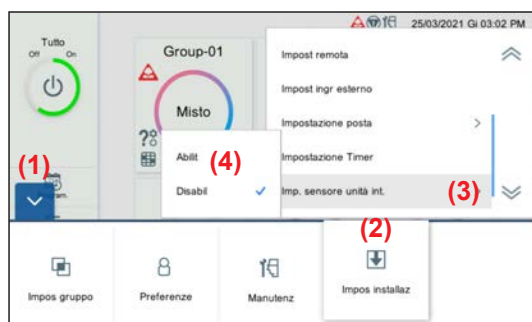 25/03/2021 Gi 03:02 PM
Tutto
Off On
Group-01
Misto
Impost remota
Impost ingr esterno
Impostazione posta
Impostazione Timer
Imp. sensore unità int.
(3)
Abilit
(4)
Disabil
(1)
(2)
Impos gruppo
Preferenze
Manutenz
Impos installaz